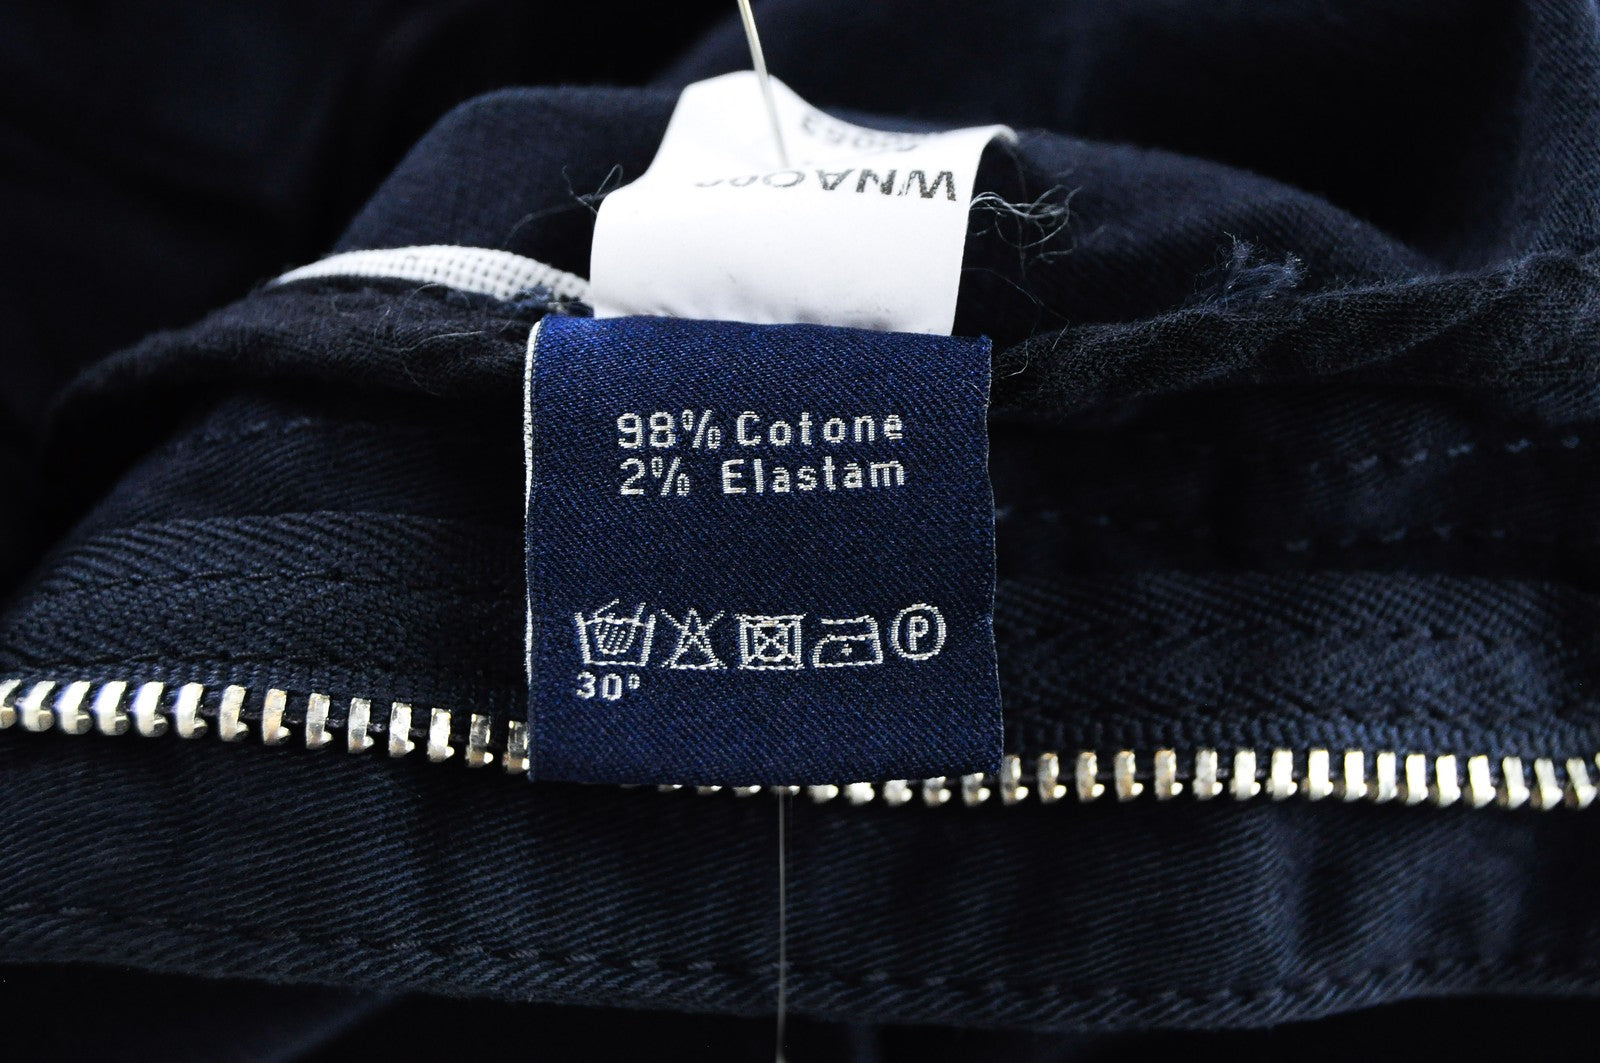 98% Cotone
2% Elastam
P
30°